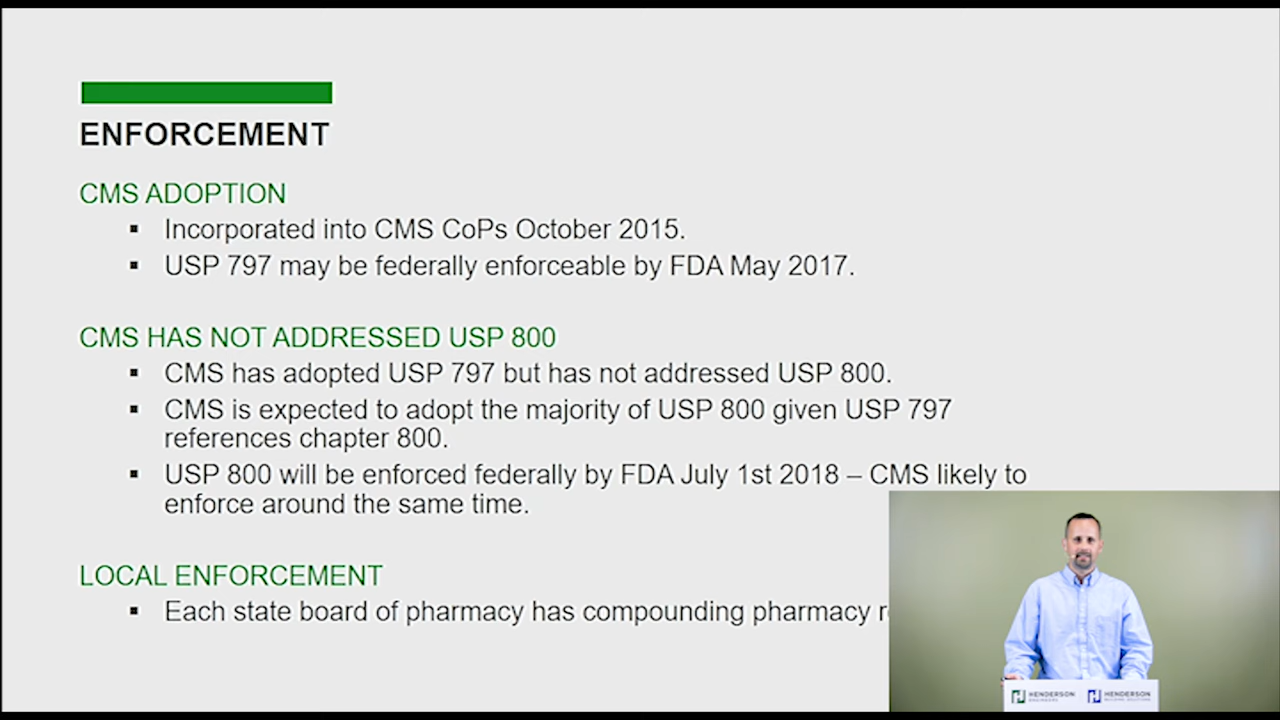 ENFORCEMENT
CMS ADOPTION
▪ Incorporated into CMS CoPs October 2015.
▪ USP 797 may be federally enforceable by FDA May 2017.
CMS HAS NOT ADDRESSED USP 800
▪ CMS has adopted USP 797 but has not addressed USP 800.
▪ CMS is expected to adopt the majority of USP 800 given USP 797
references chapter 800.
▪ USP 800 will be enforced federally by FDA July 1st 2018 – CMS likely to
enforce around the same time.
LOCAL ENFORCEMENT
▪ Each state board of pharmacy has compounding pharmacy
HENDERSON
ENGINEERS
HENDERSON
BUILDING SOLUTIONS